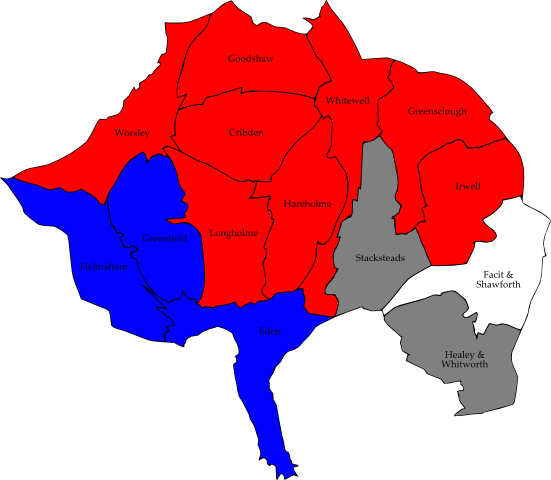 Goodshaw
Whitewell
Greensclough
Worsley
Cribden
Irwell
Hareholme
Longholme
Greenfield
Stacksteads
Helmshore
Facit &
Shawforth
Eden
Healey &
Whitworth